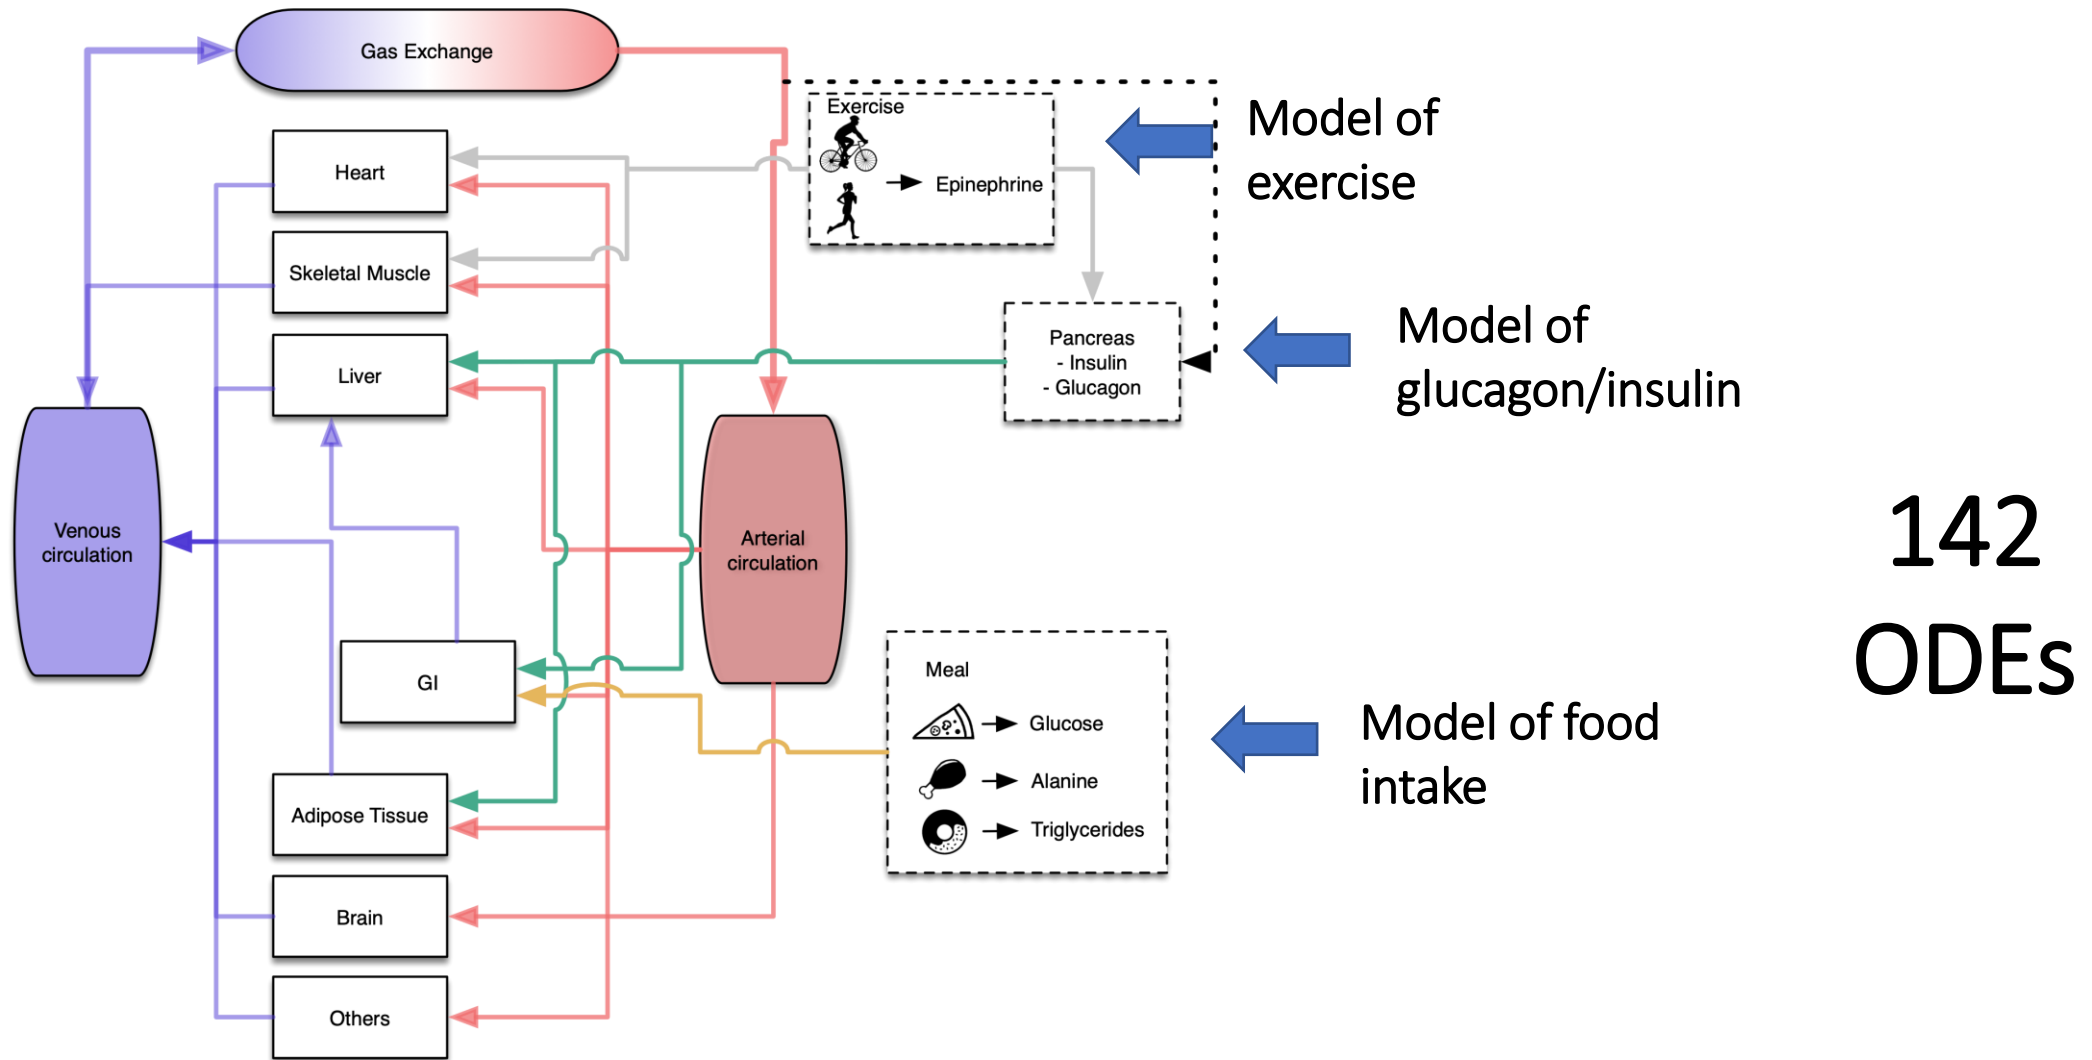 Gas Exchange
Exercise
Epinephrine
Model of
exercise
Heart
Skeletal Muscle
Liver
Pancreas
- Insulin
- Glucagon
Model of
glucagon/insulin
Venous
circulation
Arterial
circulation
142
ODEs
GI
Meal
Glucose
Alanine
Triglycerides
Model of food
intake
Adipose Tissue
Brain
Others